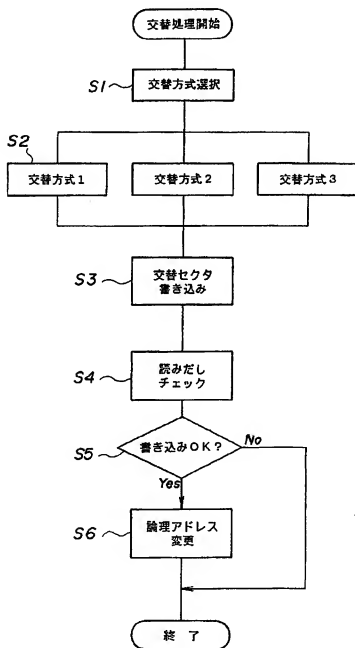 交替処理開始
S1
交替方式選択
S2
交替方式1
交替方式2
交替方式3
S3
交替セクタ
書き込み
S4
読みだし
チェック
S5
書き込みOK?
No
Yes
S6
論理アドレス
変更
終了